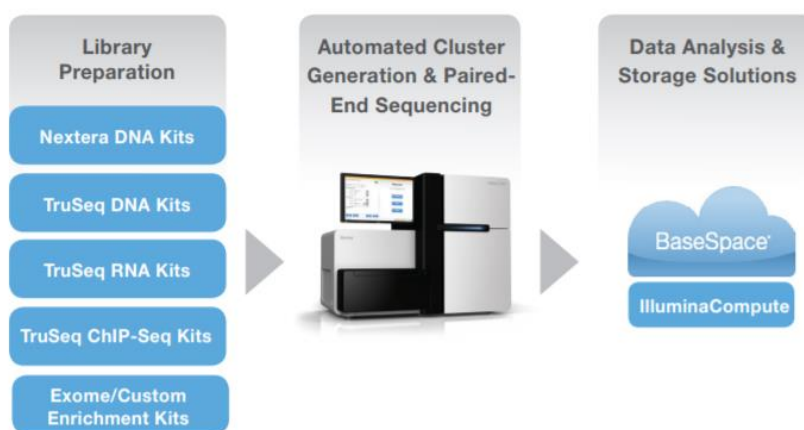 Library
Preparation
Nextera DNA Kits
TruSeq DNA Kits
TruSeq RNA Kits
TruSeq ChIP-Seq Kits
Exome/Custom
Enrichment Kits
Automated Cluster
Generation & Paired-
End Sequencing
Data Analysis &
Storage Solutions
BaseSpace®
IlluminaCompute